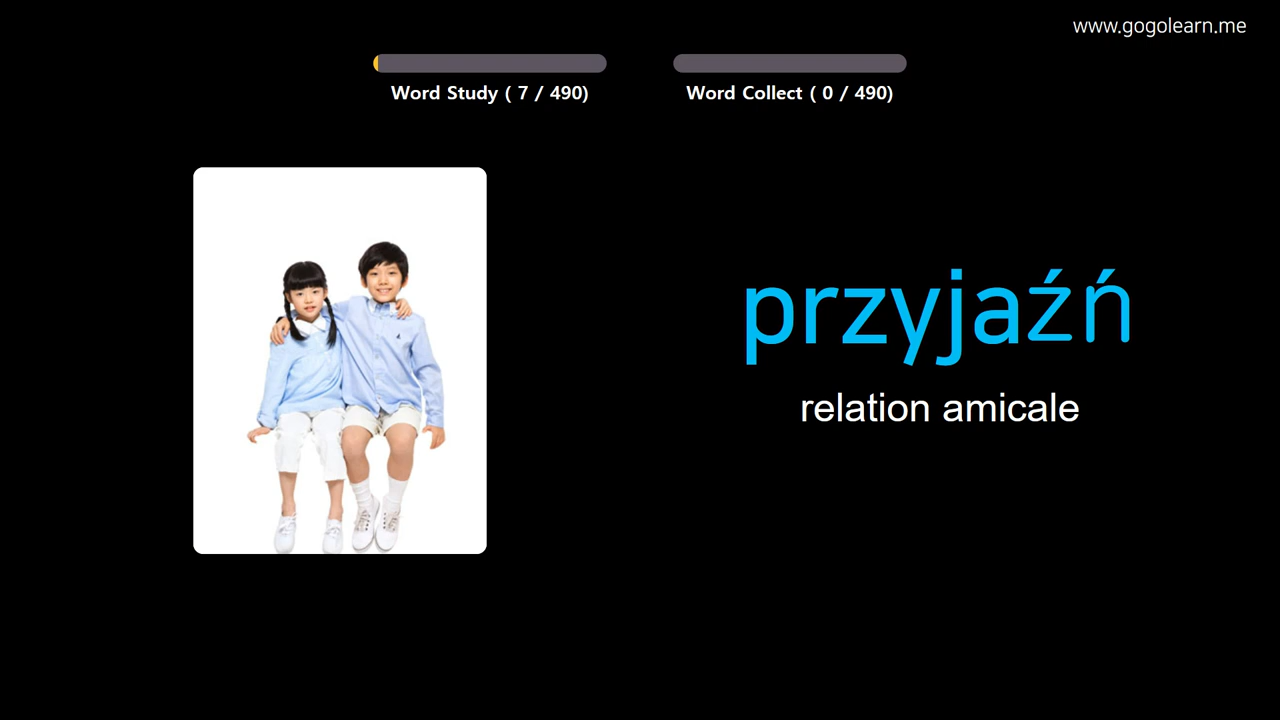 www.gogolearn.me
Word Study ( 7 / 490)
Word Collect ( 0 / 490)
przyjaźń
relation amicale